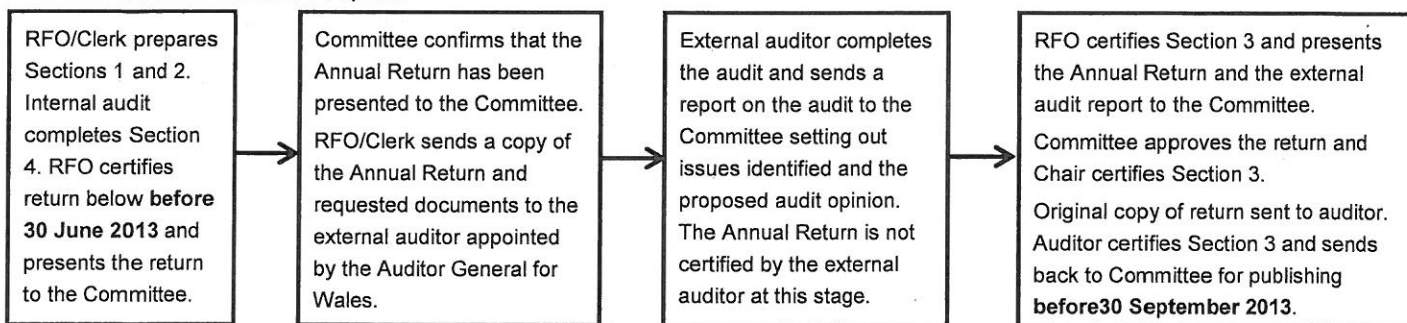 RFO/Clerk prepares
Sections 1 and 2.
Internal audit
completes Section
4. RFO certifies
return below before
30 June 2013 and
presents the return
to the Committee.
Committee confirms that the
Annual Return has been
presented to the Committee.
RFO/Clerk sends a copy of
the Annual Return and
requested documents to the
external auditor appointed
by the Auditor General for
Wales.
External auditor completes
the audit and sends a
report on the audit to the
Committee setting out
issues identified and the
proposed audit opinion.
The Annual Return is not
certified by the external
auditor at this stage.
RFO certifies Section 3 and presents
the Annual Return and the external
audit report to the Committee.
Committee approves the return and
Chair certifies Section 3.
Original copy of return sent to auditor.
Auditor certifies Section 3 and sends
back to Committee for publishing
before30 September 2013.